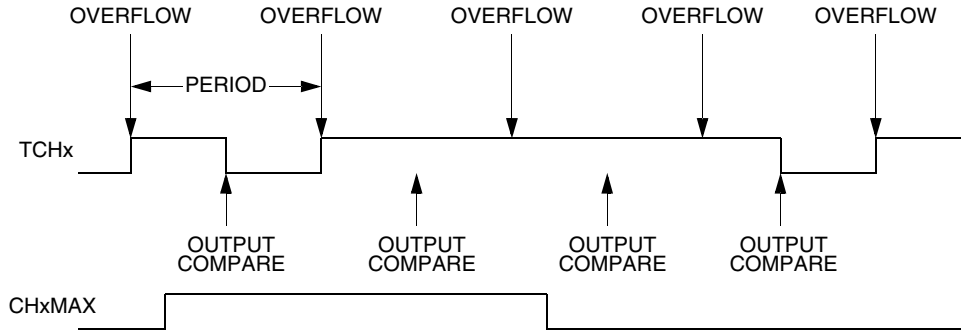 OVERFLOW OVERFLOW OVERFLOW OVERFLOW OVERFLOW
PERIOD
TCHx
OUTPUT COMPARE
OUTPUT COMPARE
OUTPUT COMPARE
OUTPUT COMPARE
CHxMAX